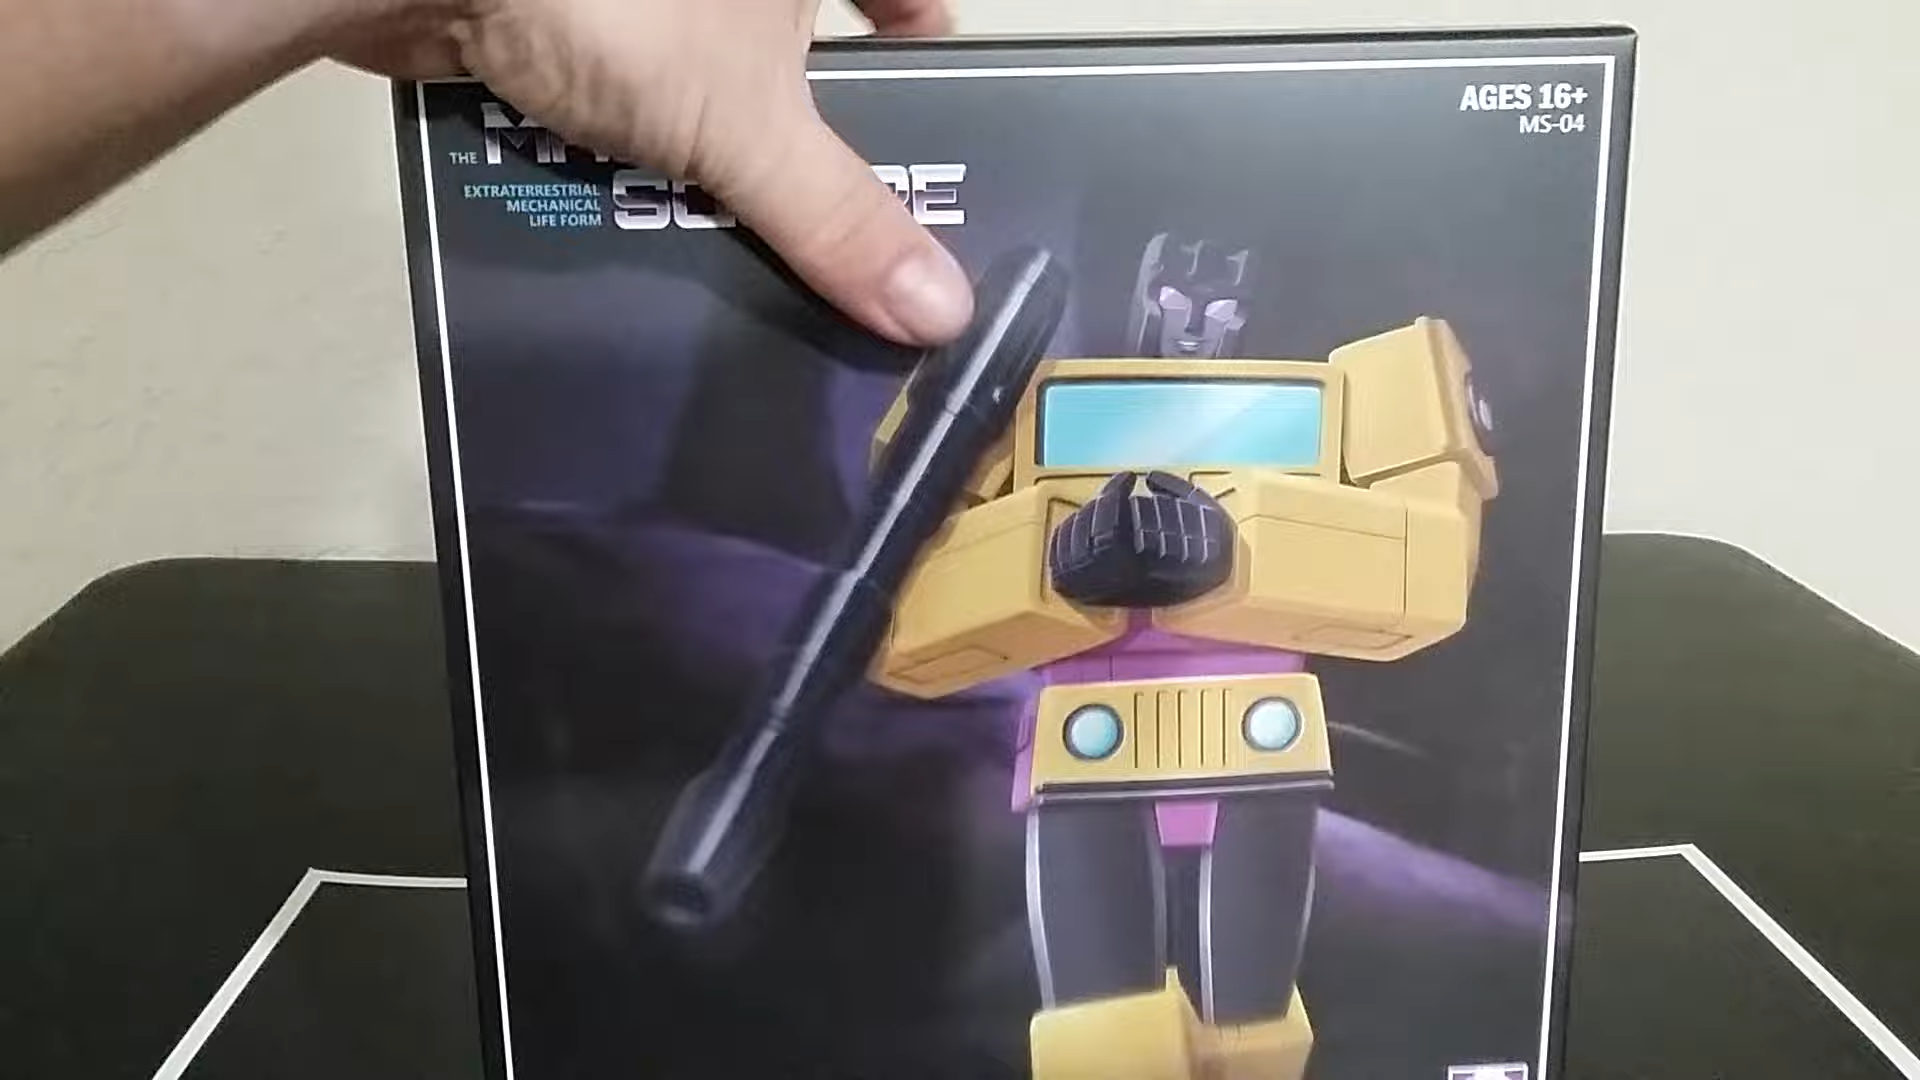 AGES 16+
MS-04
THE
EXTRATERRESTRIAL
MECHANICAL
LIFE FORM